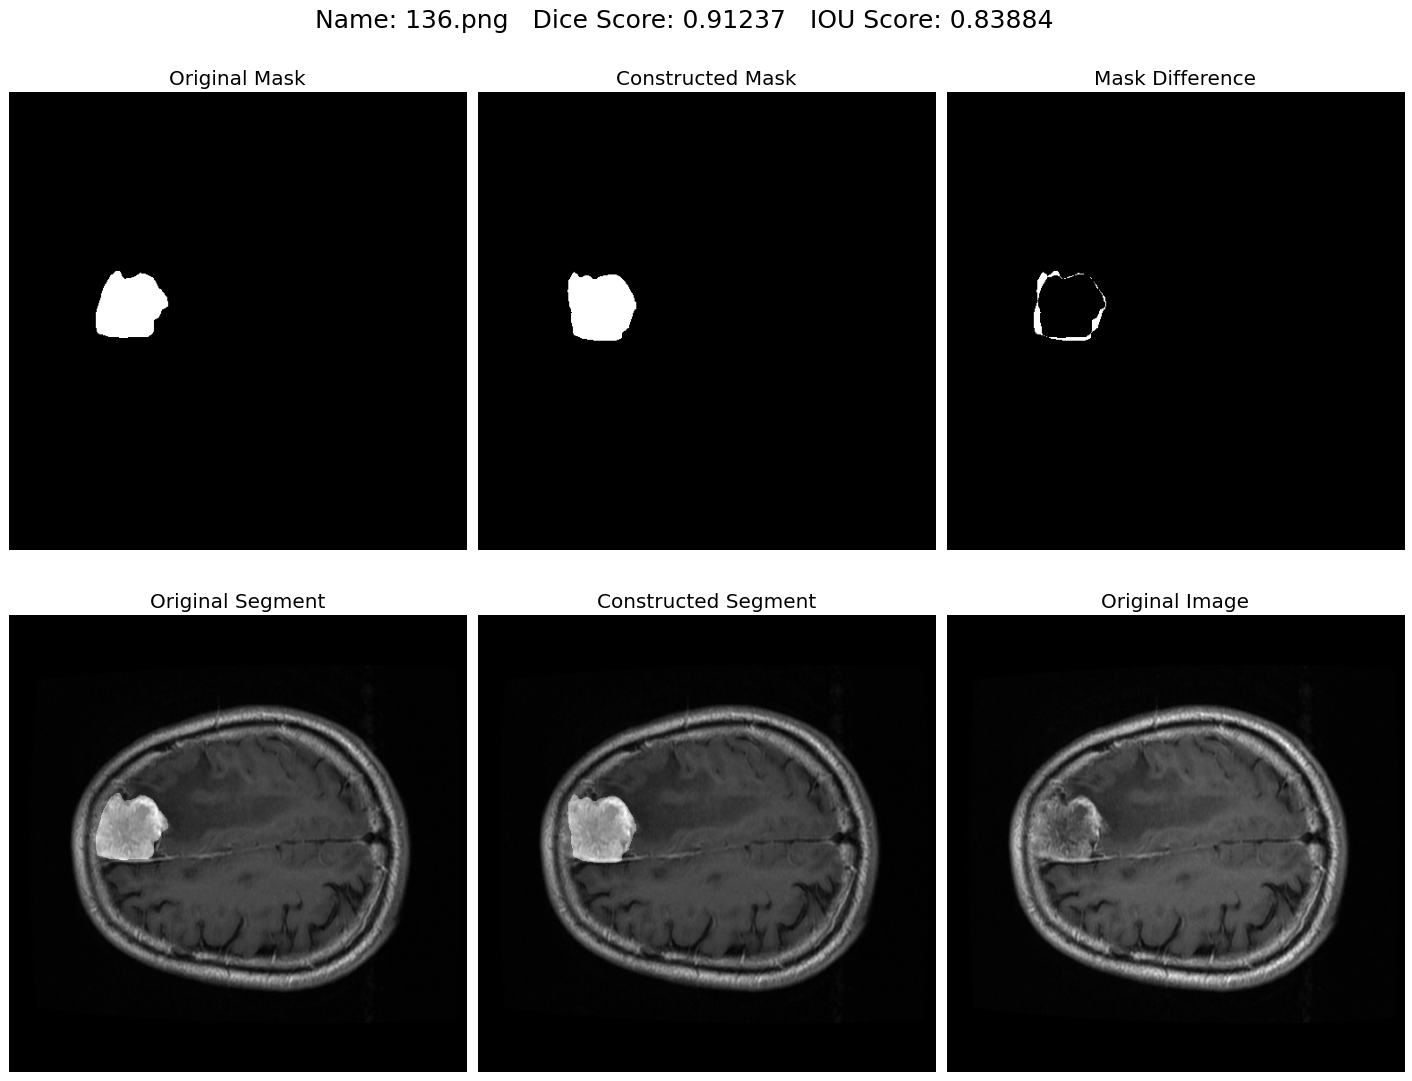 Name: 136.png   Dice Score: 0.91237   IOU Score: 0.83884
Original Mask
Constructed Mask
Mask Difference
Original Segment
Constructed Segment
Original Image